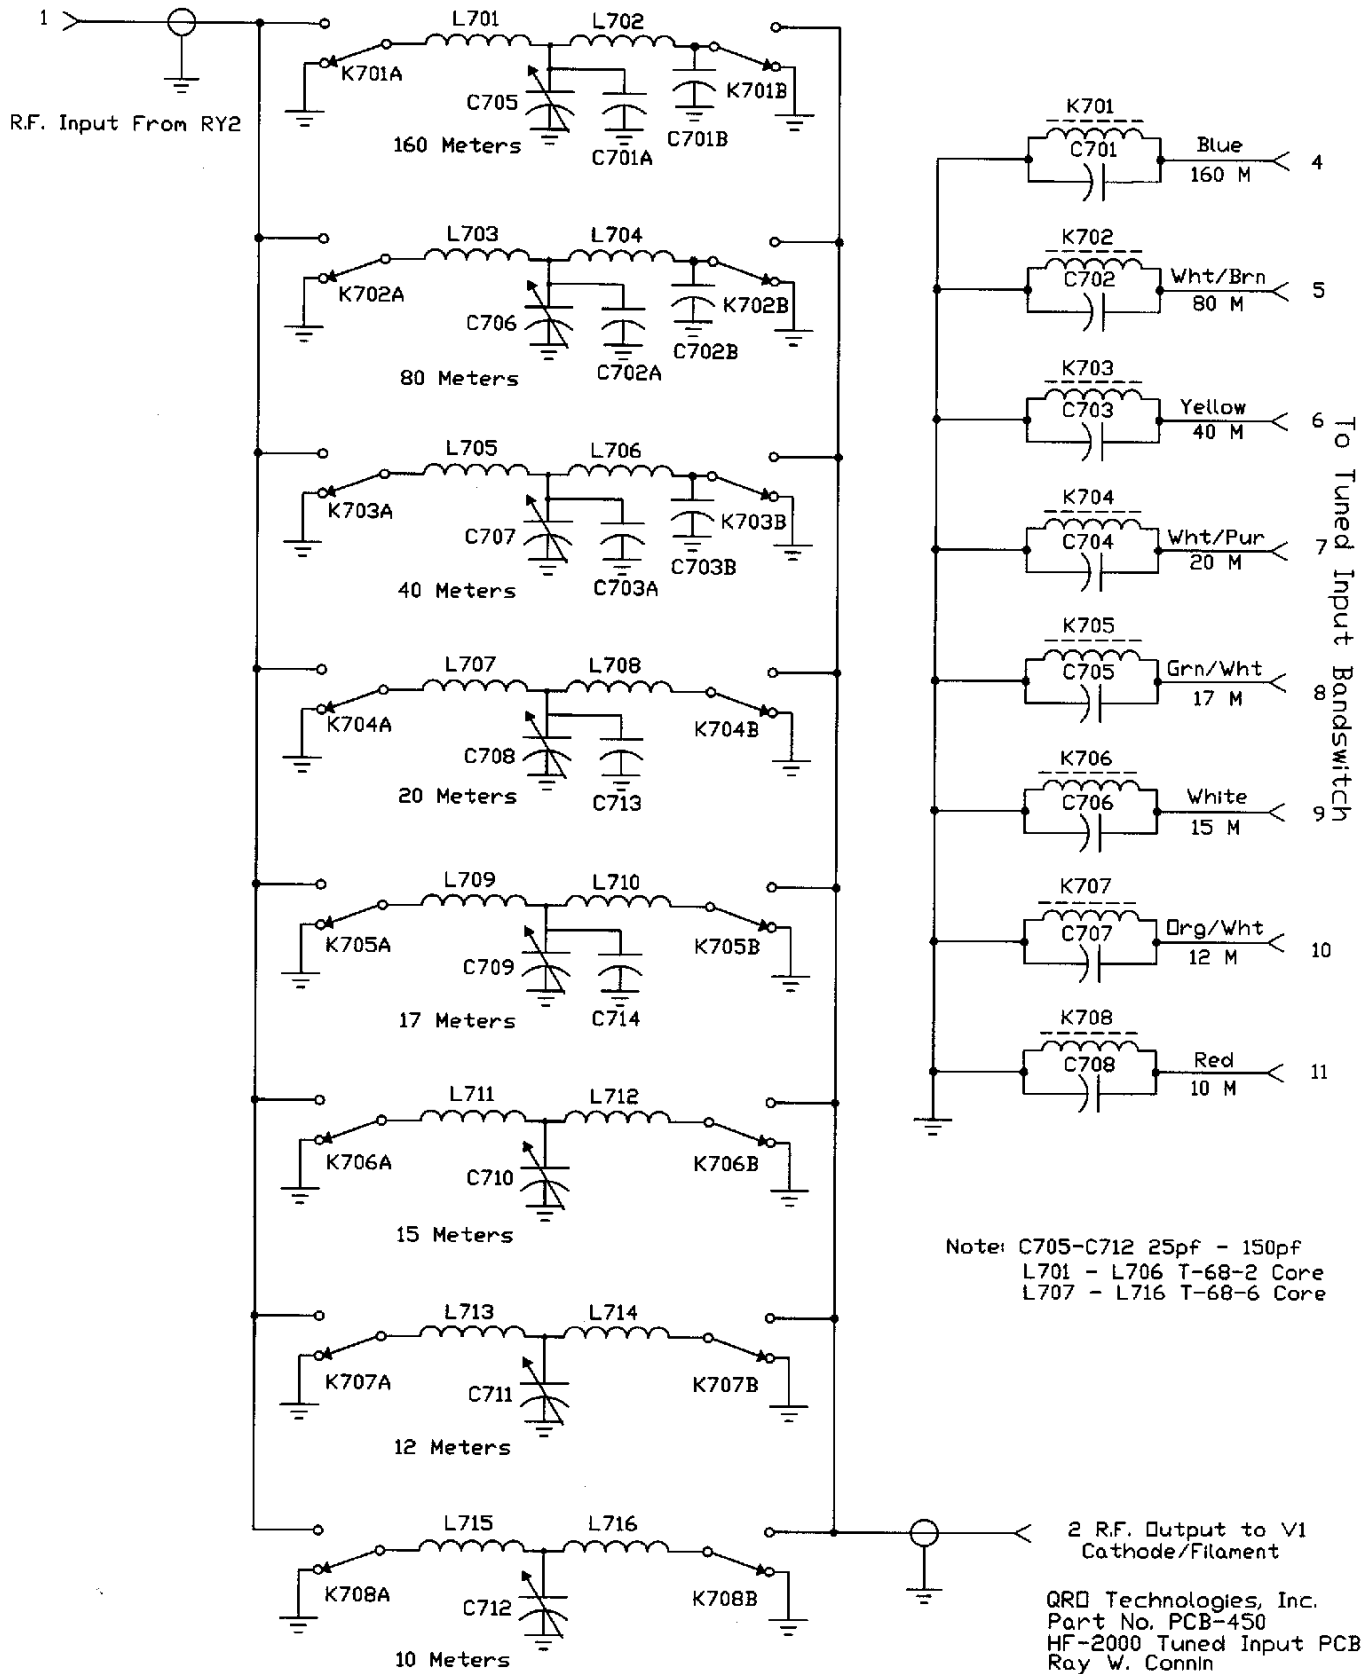 1
R.F. Input From RY2
L701 L702
K701A
K701B
C705
C701A
C701B
160 Meters
L703 L704
K702A
K702B
C706
C702A
C702B
80 Meters
L705 L706
K703A
K703B
C707
C703A
C703B
40 Meters
L707 L708
K704A
K704B
C708
C713
20 Meters
L709 L710
K705A
K705B
C709
C714
17 Meters
L711 L712
K706A
K706B
C710
15 Meters
L713 L714
K707A
K707B
C711
12 Meters
L715 L716
K708A
K708B
C712
10 Meters
K701
C701
Blue
160 M
4
K702
C702
Wht/Brn
80 M
5
K703
C703
Yellow
40 M
6
K704
C704
Wht/Pur
20 M
7
K705
C705
Grn/Wht
17 M
8
K706
C706
White
15 M
9
K707
C707
Org/Wht
12 M
10
K708
C708
Red
10 M
11
To Tuned Input Bandswitch
Note: C705-C712 25pf - 150pf
L701 - L706 T-68-2 Core
L707 - L716 T-68-6 Core
2 R.F. Output to V1
Cathode/Filament
QRO Technologies, Inc.
Part No. PCB-450
HF-2000 Tuned Input PCB
Ray W. Connin